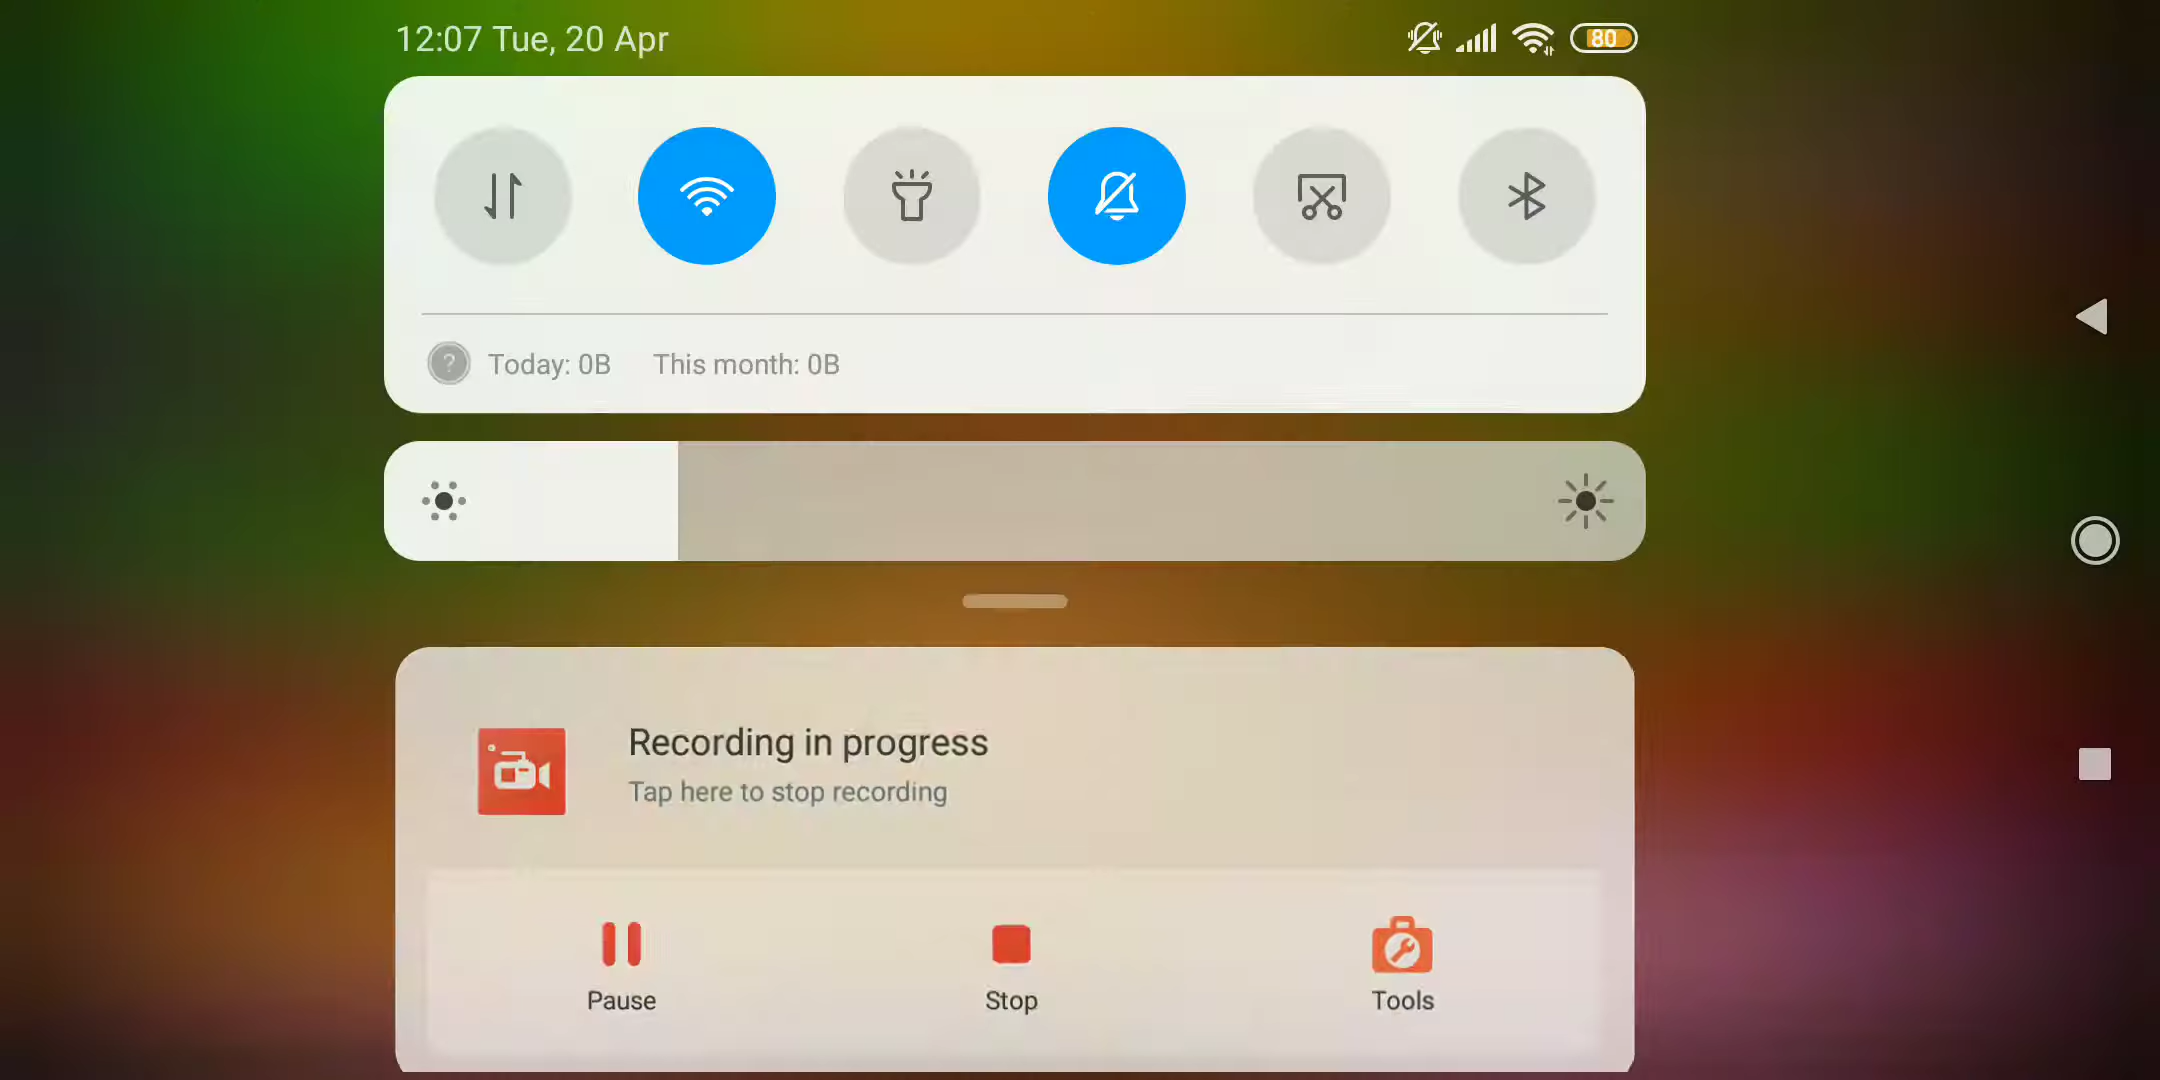 12:07 Tue, 20 Apr
80
Today: 0B This month: 0B
Recording in progress
Tap here to stop recording
Pause Stop Tools